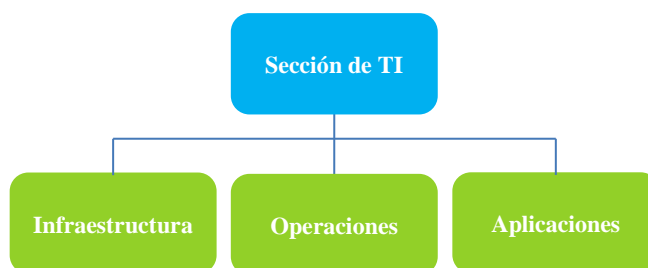 Sección de TI
Infraestructura
Operaciones
Aplicaciones